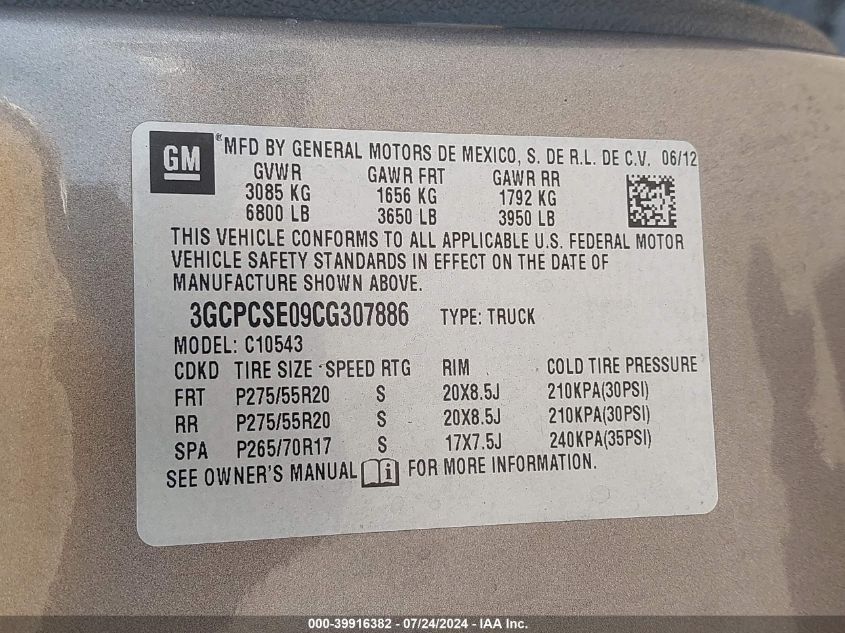 GM
® MFD BY GENERAL MOTORS DE MEXICO, S. DE R.L. DE C.V. 06/12
GVWR GAWR FRT GAWR RR
3085 KG 1656 KG 1792 KG
6800 LB 3650 LB 3950 LB
THIS VEHICLE CONFORMS TO ALL APPLICABLE U.S. FEDERAL MOTOR
VEHICLE SAFETY STANDARDS IN EFFECT ON THE DATE OF
MANUFACTURE SHOWN ABOVE.
3GCPCSE09CG307886 TYPE: TRUCK
MODEL: C10543
CDKD TIRE SIZE SPEED RTG RIM COLD TIRE PRESSURE
FRT P275/55R20 S 20X8.5J 210KPA(30PSI)
RR P275/55R20 S 20X8.5J 210KPA(30PSI)
SPA P265/70R17 S 17X7.5J 240KPA(35PSI)
SEE OWNER'S MANUAL i FOR MORE INFORMATION.
000-39916382 - 07/24/2024 - IAA Inc.